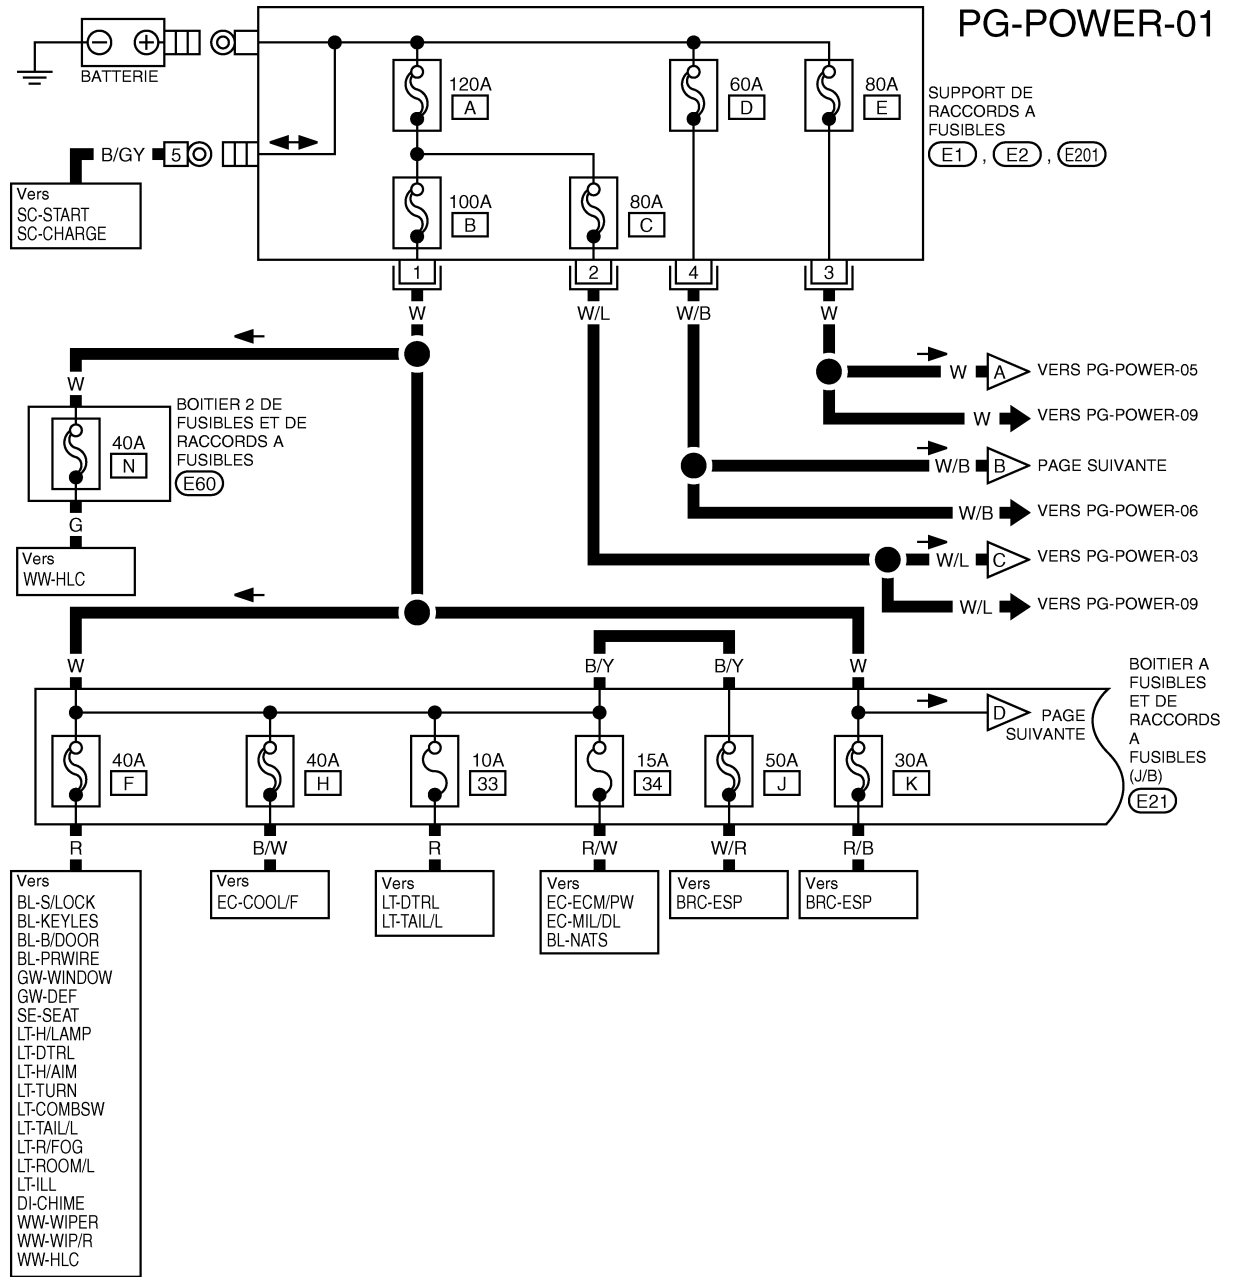 PG-POWER-01
BATTERIE
120A
A
60A
D
80A
E
SUPPORT DE
RACCORDS A
FUSIBLES
E1 , E2 , E201
B/GY
5
Vers
SC-START
SC-CHARGE
100A
B
80A
C
1
2
4
3
W
W/L
W/B
W
W
A
VERS PG-POWER-05
W
VERS PG-POWER-09
W
BOITIER 2 DE
FUSIBLES ET DE
RACCORDS A
FUSIBLES
E60
40A
N
W/B
B
PAGE SUIVANTE
W/B
VERS PG-POWER-06
G
Vers
WW-HLC
W/L
C
VERS PG-POWER-03
W/L
VERS PG-POWER-09
W
B/Y
B/Y
W
BOITIER A
FUSIBLES
ET DE
RACCORDS
A
FUSIBLES
(J/B)
E21
D
PAGE
SUIVANTE
40A
F
40A
H
10A
33
15A
34
50A
J
30A
K
R
B/W
R
R/W
W/R
R/B
Vers
BL-S/LOCK
BL-KEYLES
BL-B/DOOR
BL-PRWIRE
GW-WINDOW
GW-DEF
SE-SEAT
LT-H/LAMP
LT-DTRL
LT-H/AIM
LT-TURN
LT-COMBSW
LT-TAIL/L
LT-R/FOG
LT-ROOM/L
LT-ILL
DI-CHIME
WW-WIPER
WW-WIP/R
WW-HLC
Vers
EC-COOL/F
Vers
LT-DTRL
LT-TAIL/L
Vers
EC-ECM/PW
EC-MIL/DL
BL-NATS
Vers
BRC-ESP
Vers
BRC-ESP